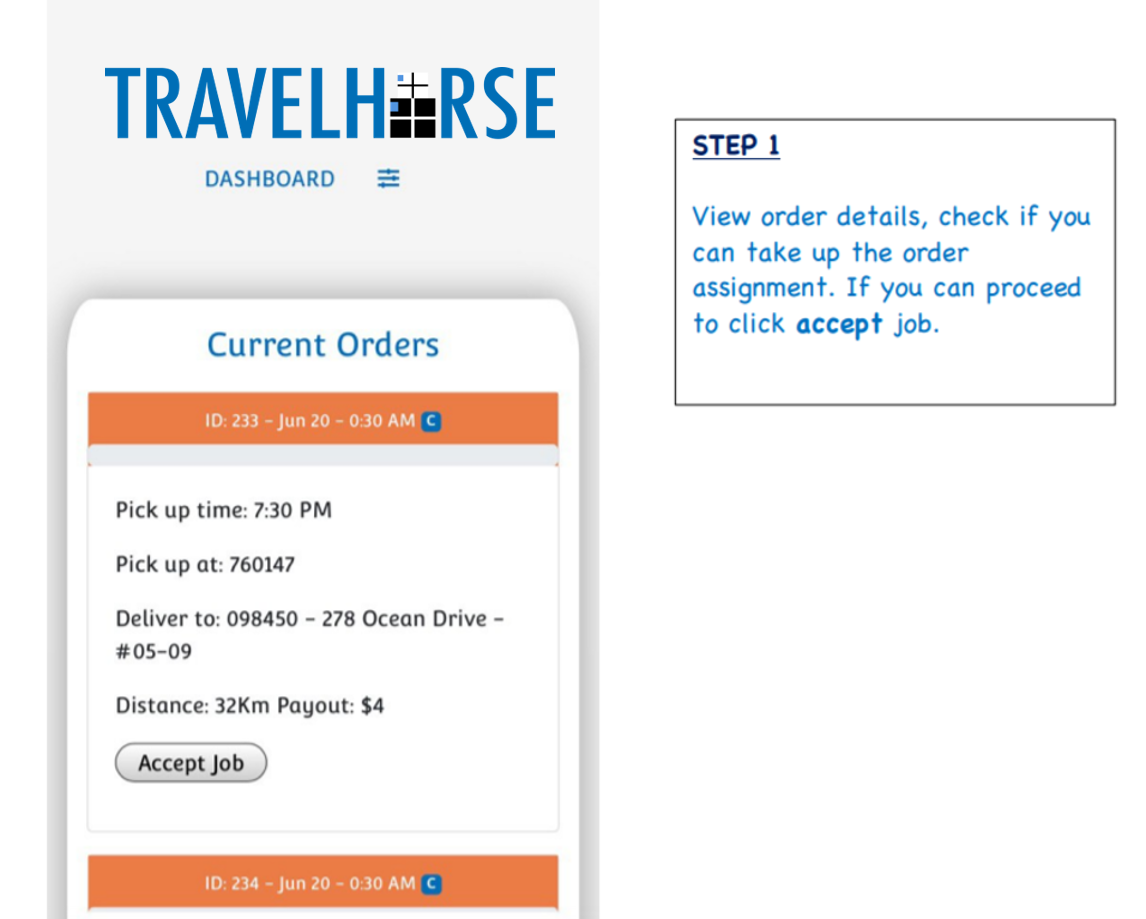 TRAVELHORSE
DASHBOARD
Current Orders
ID: 233 – Jun 20 – 0:30 AM C
Pick up time: 7:30 PM
Pick up at: 760147
Deliver to: 098450 – 278 Ocean Drive –
#05-09
Distance: 32Km Payout: $4
Accept Job
ID: 234 – Jun 20 – 0:30 AM C
STEP 1
View order details, check if you
can take up the order
assignment. If you can proceed
to click accept job.